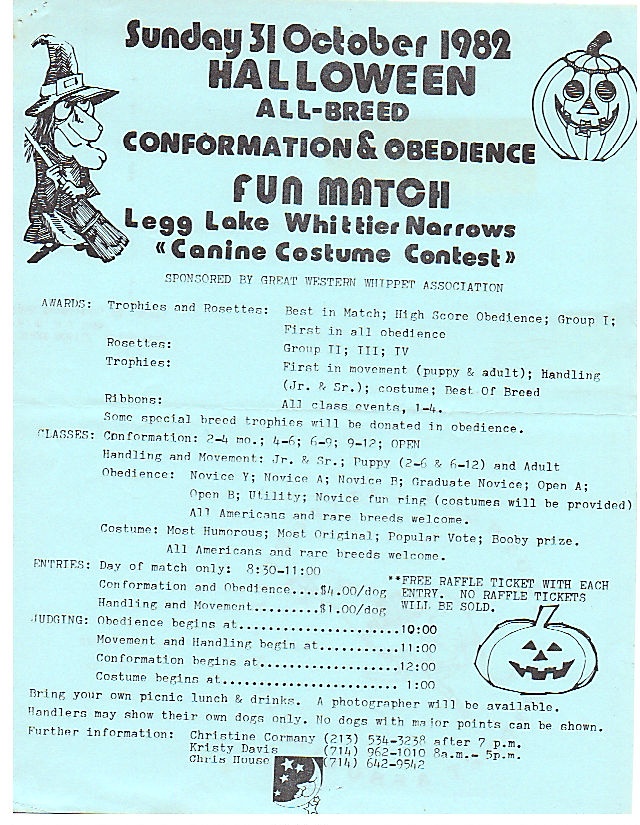 Sunday 31 October 1982
HALLOWEEN
ALL-BREED
CONFORMATION & OBEDIENCE
FUN MATCH
Legg Lake Whittier Narrows
« Canine Costume Contest »
SPONSORED BY GREAT WESTERN WHIPPET ASSOCIATION
AWARDS: Trophies and Rosettes: Best in Match; High Score Obedience; Group I;
First in all obedience
Rosettes: Group II; III; IV
Trophies: First in movement (puppy & adult); Handling
(Jr. & Sr.); costume; Best Of Breed
Ribbons: All class events, 1-4.
Some special breed trophies will be donated in obedience.
CLASSES: Conformation: 2-4 mo.; 4-6; 6-9; 9-12; OPEN
Handling and Movement: Jr. & Sr.; Puppy (2-6 & 6-12) and Adult
Obedience: Novice Y; Novice A; Novice B; Graduate Novice; Open A;
Open B; Utility; Novice fun ring (costumes will be provided)
All Americans and rare breeds welcome.
Costume: Most Humorous; Most Original; Popular Vote; Booby prize.
All Americans and rare breeds welcome.
ENTRIES: Day of match only: 8:30-11:00
Conformation and Obedience....$4.00/dog
Handling and Movement.........$1.00/dog
**FREE RAFFLE TICKET WITH EACH
ENTRY. NO RAFFLE TICKETS
WILL BE SOLD.
JUDGING: Obedience begins at.......................10:00
Movement and Handling begin at...........11:00
Conformation begins at...................12:00
Costume begins at........................ 1:00
Bring your own picnic lunch & drinks. A photographer will be available.
Handlers may show their own dogs only. No dogs with major points can be shown.
Further information: Christine Cormany (213) 534-3238 after 7 p.m.
Kristy Davis (714) 962-1010 8a.m.- 5p.m.
Chris House (714) 642-9542